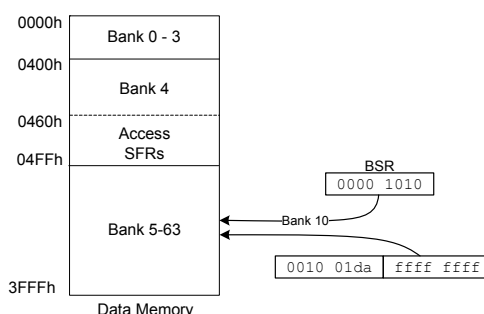 0000h
Bank 0 - 3
0400h
Bank 4
0460h
Access
SFRs
04FFh
BSR
0000 1010
Bank 5-63
Bank 10
0010 01da ffff ffff
3FFFh
Data Memory